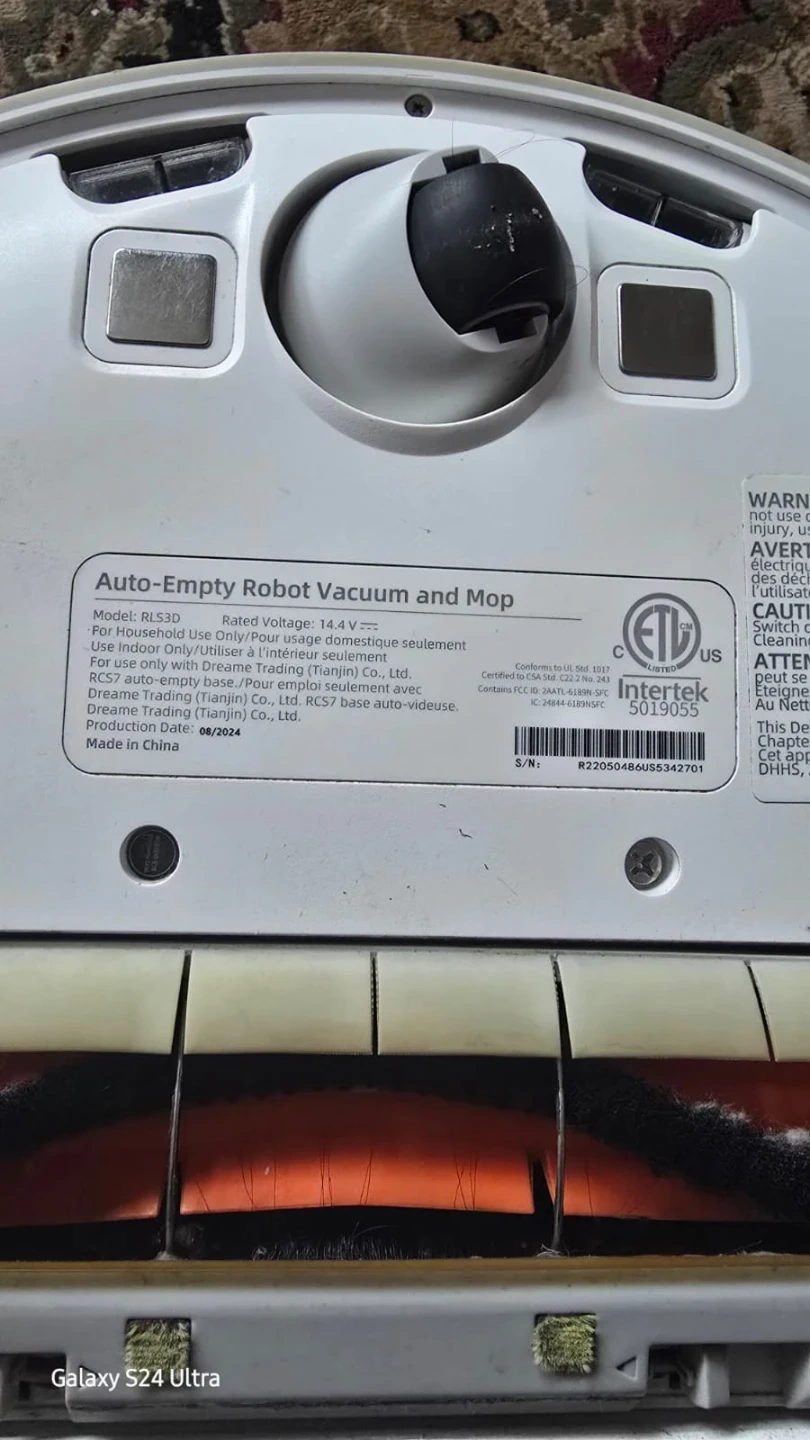 Auto-Empty Robot Vacuum and Mop
Model: RLS3D Rated Voltage: 14.4 V
For Household Use Only/Pour usage domestique seulement
Use Indoor Only/Utiliser à l'intérieur seulement
For use only with Dreame Trading (Tianjin) Co., Ltd.
RCS7 auto-empty base./Pour emploi seulement avec
Dreame Trading (Tianjin) Co., Ltd. RCS7 base auto-videuse.
Dreame Trading (Tianjin) Co., Ltd.
Production Date: 08/2024
Made in China
Conforms to UL Std. 1017
Certified to CSA Std. C22.2 No. 243
Contains FCC ID: 2AATL-6189N-SFC
IC: 24844-6189NSFC
ETL CM
C LISTED US
Intertek
5019055
S/N: R22050486US5342701
WARN
not use
injury, us
AVERT
électriqu
des déch
l'utilisate
CAUTI
Switch
Cleanin
ATTEN
peut se
Éteigne
Au Nett
This De
Chapte
Cet app
DHHS,
Galaxy S24 Ultra